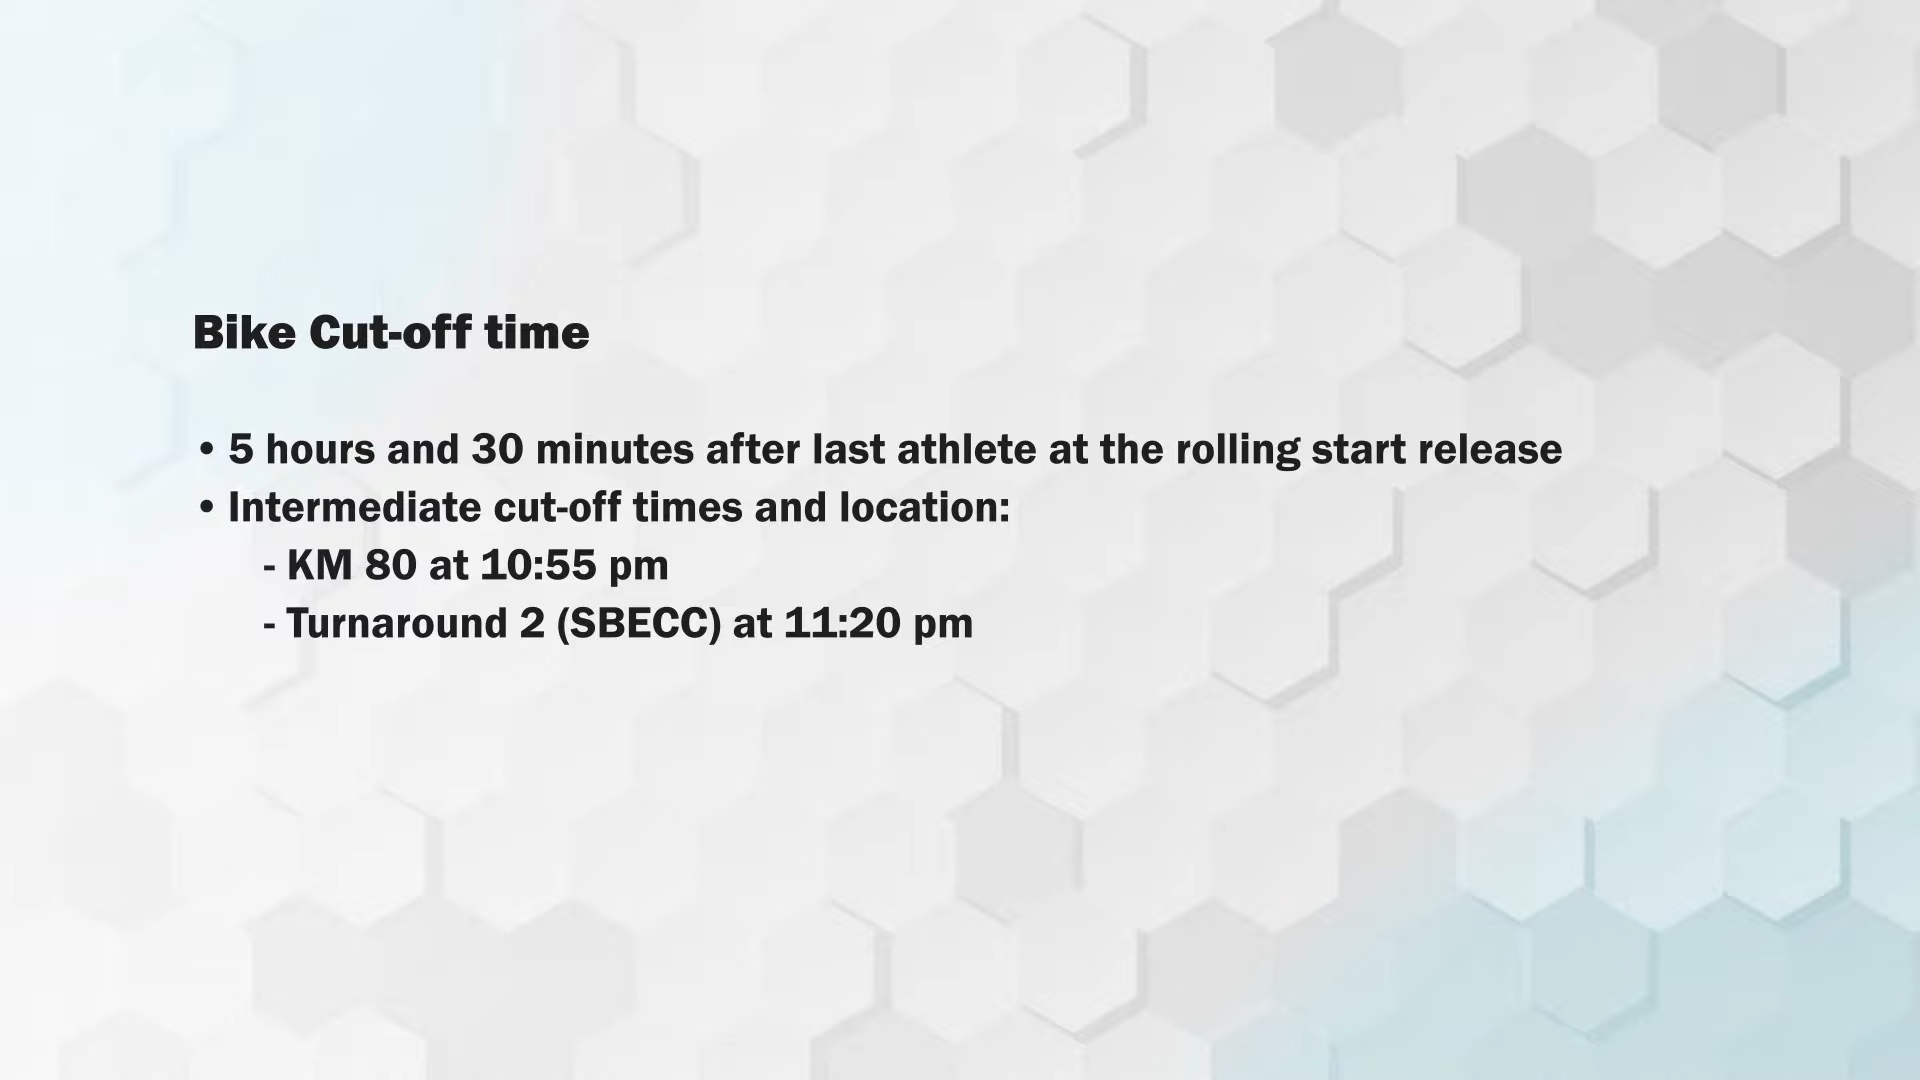 Bike Cut-off time
• 5 hours and 30 minutes after last athlete at the rolling start release
• Intermediate cut-off times and location:
- KM 80 at 10:55 pm
- Turnaround 2 (SBECC) at 11:20 pm